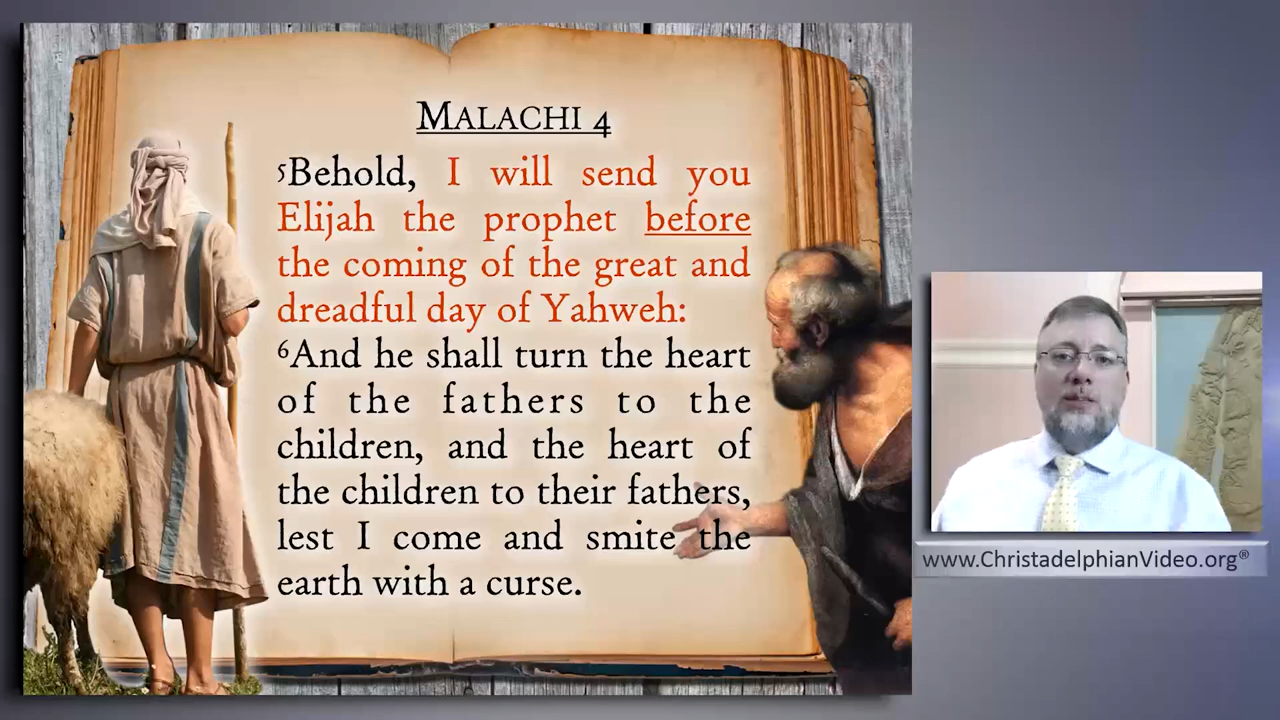 MALACHI 4
5Behold, I will send you
Elijah the prophet before
the coming of the great and
dreadful day of Yahweh:
6And he shall turn the heart
of the fathers to the
children, and the heart of
the children to their fathers,
lest I come and smite the
earth with a curse.
www.ChristadelphianVideo.org®